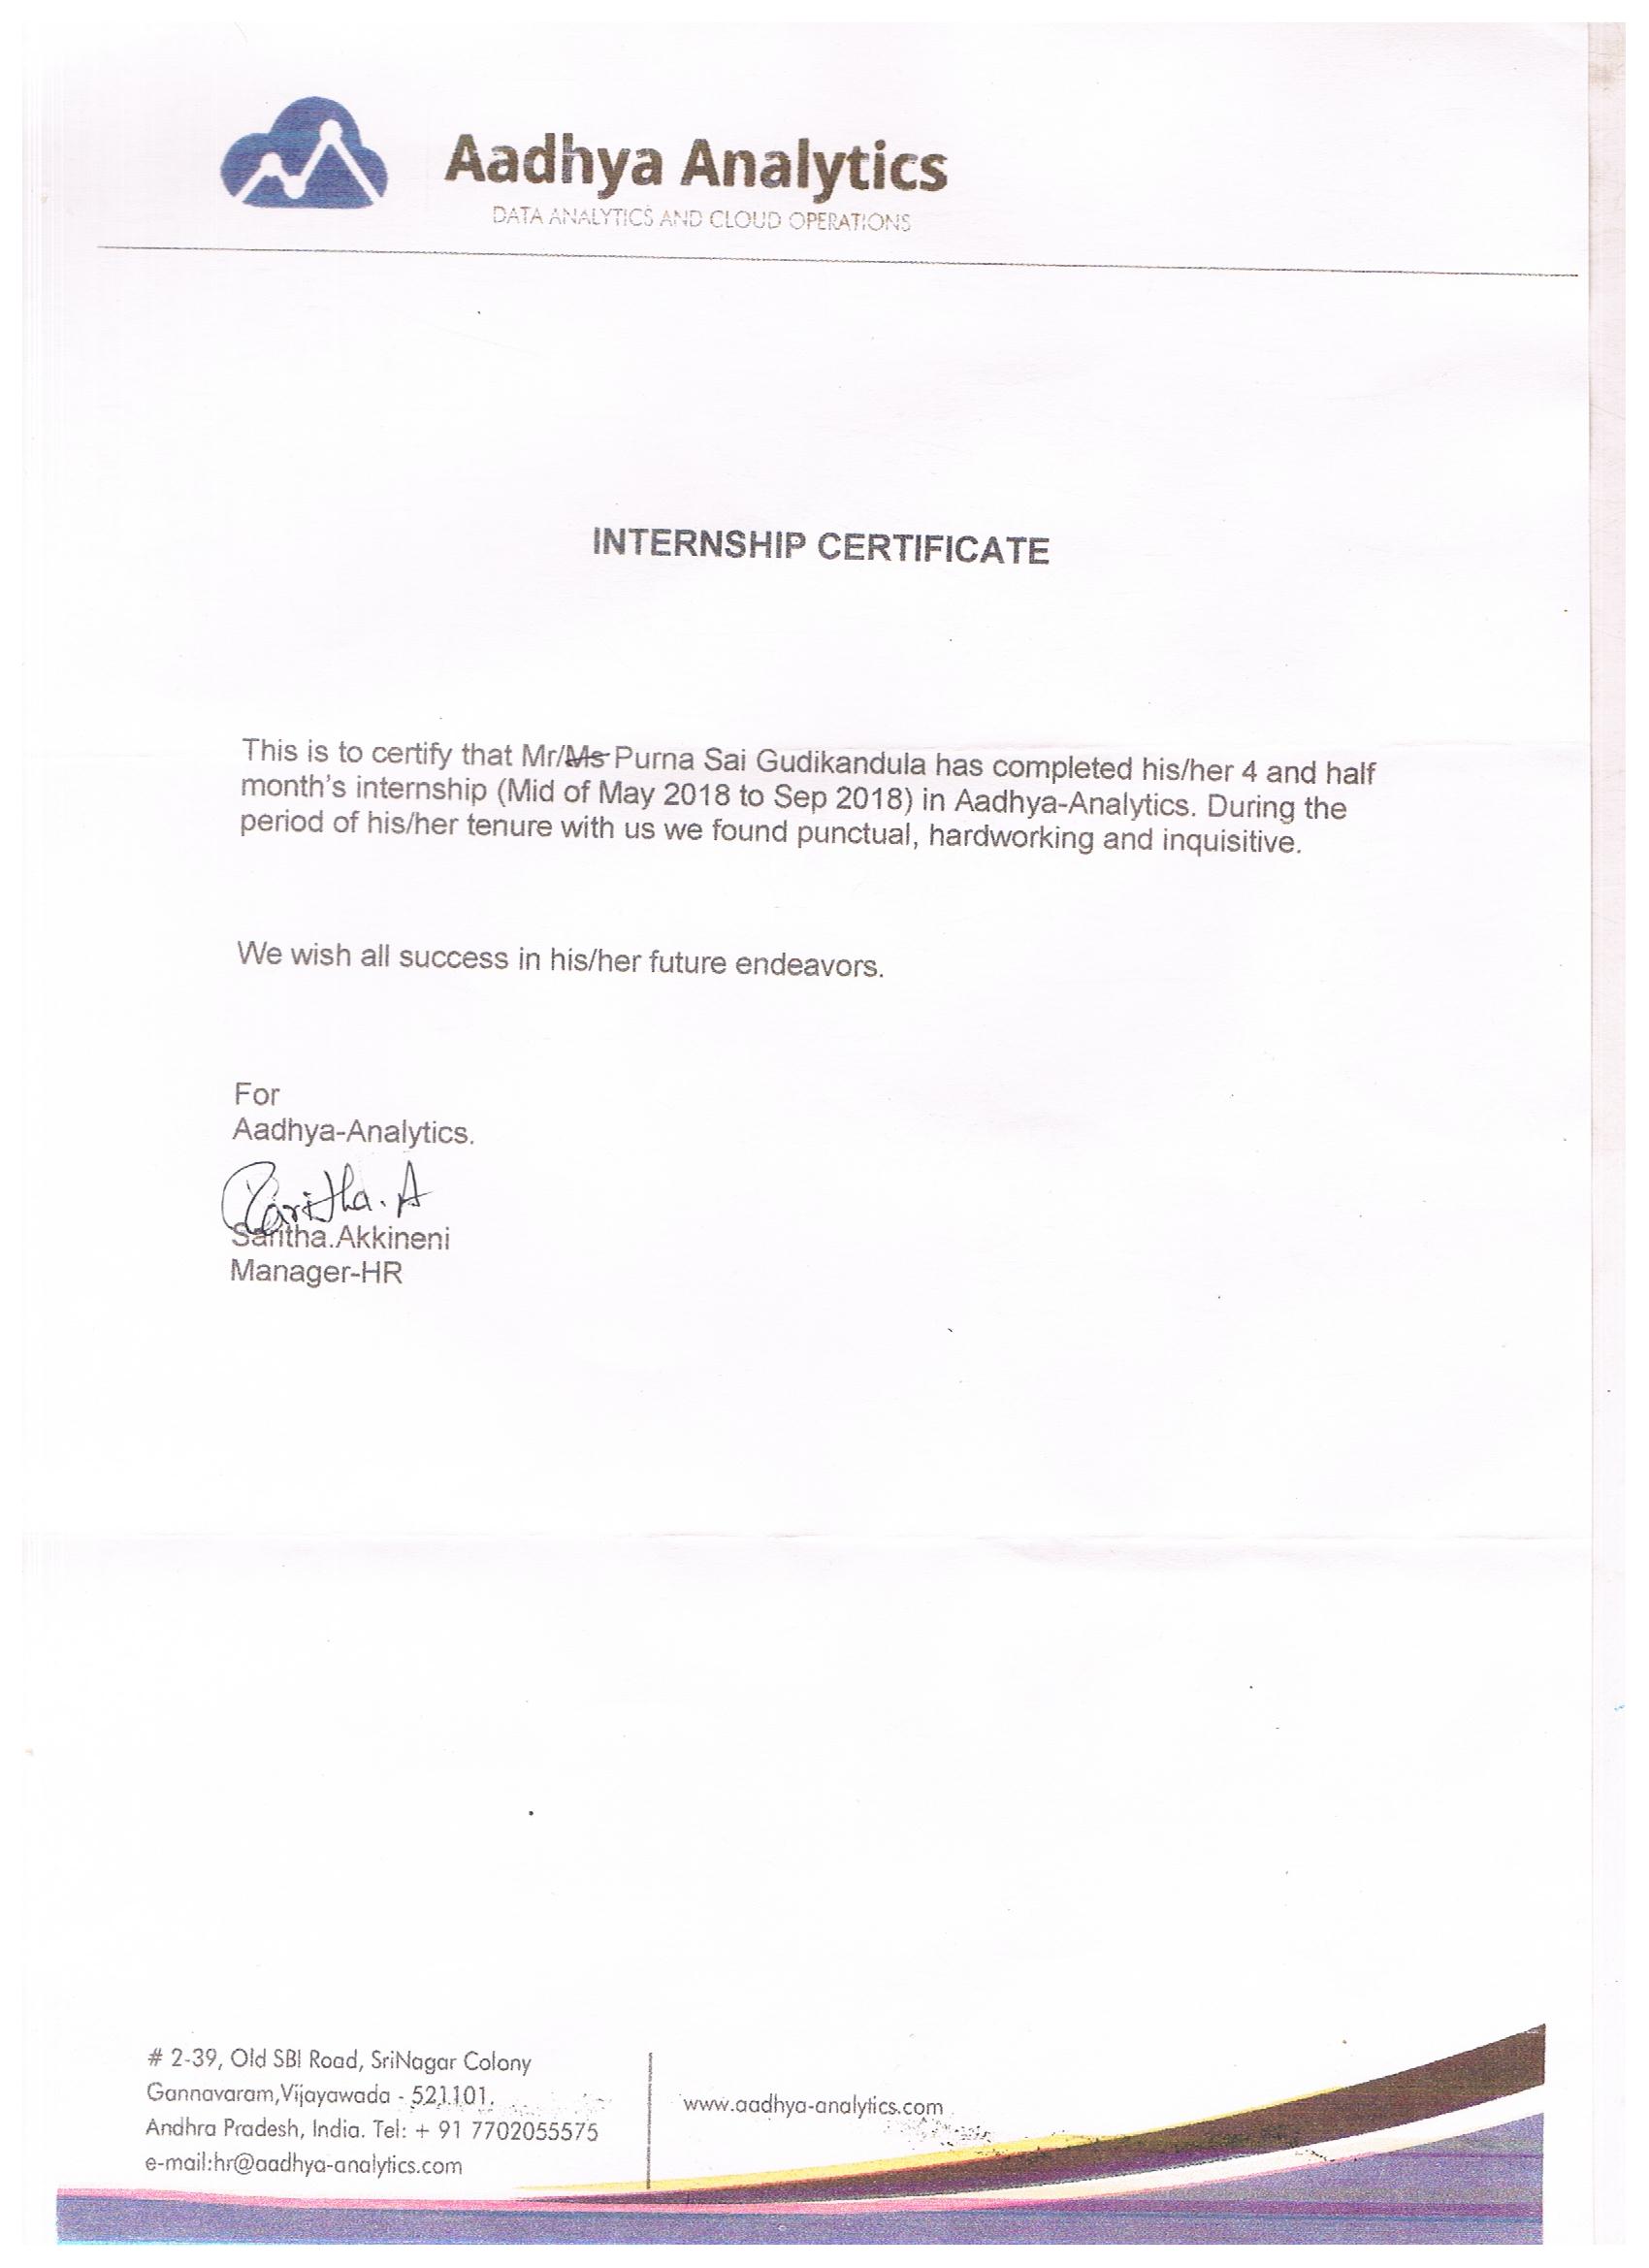 Aadhya Analytics
DATA ANALYTICS AND CLOUD OPERATIONS
INTERNSHIP CERTIFICATE
This is to certify that Mr/Ms Purna Sai Gudikandula has completed his/her 4 and half
month's internship (Mid of May 2018 to Sep 2018) in Aadhya-Analytics. During the
period of his/her tenure with us we found punctual, hardworking and inquisitive.
We wish all success in his/her future endeavors.
For
Aadhya-Analytics.
Saritha.A
Saritha.Akkineni
Manager-HR
# 2-39, Old SBI Road, SriNagar Colony
Gannavaram,Vijayawada - 521101.
Andhra Pradesh, India. Tel: + 91 7702055575
e-mail:hr@aadhya-analytics.com
www.aadhya-analytics.com